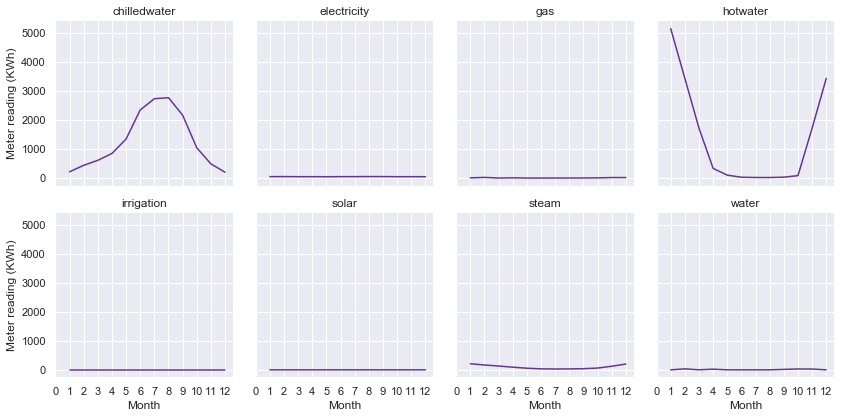 chilledwater electricity gas hotwater
Meter reading (KWh)
5000
4000
3000
2000
1000
0
irrigation solar steam water
Meter reading (KWh)
5000
4000
3000
2000
1000
0
0 1 2 3 4 5 6 7 8 9 10 11 12 0 1 2 3 4 5 6 7 8 9 10 11 12 0 1 2 3 4 5 6 7 8 9 10 11 12 0 1 2 3 4 5 6 7 8 9 10 11 12
Month Month Month Month